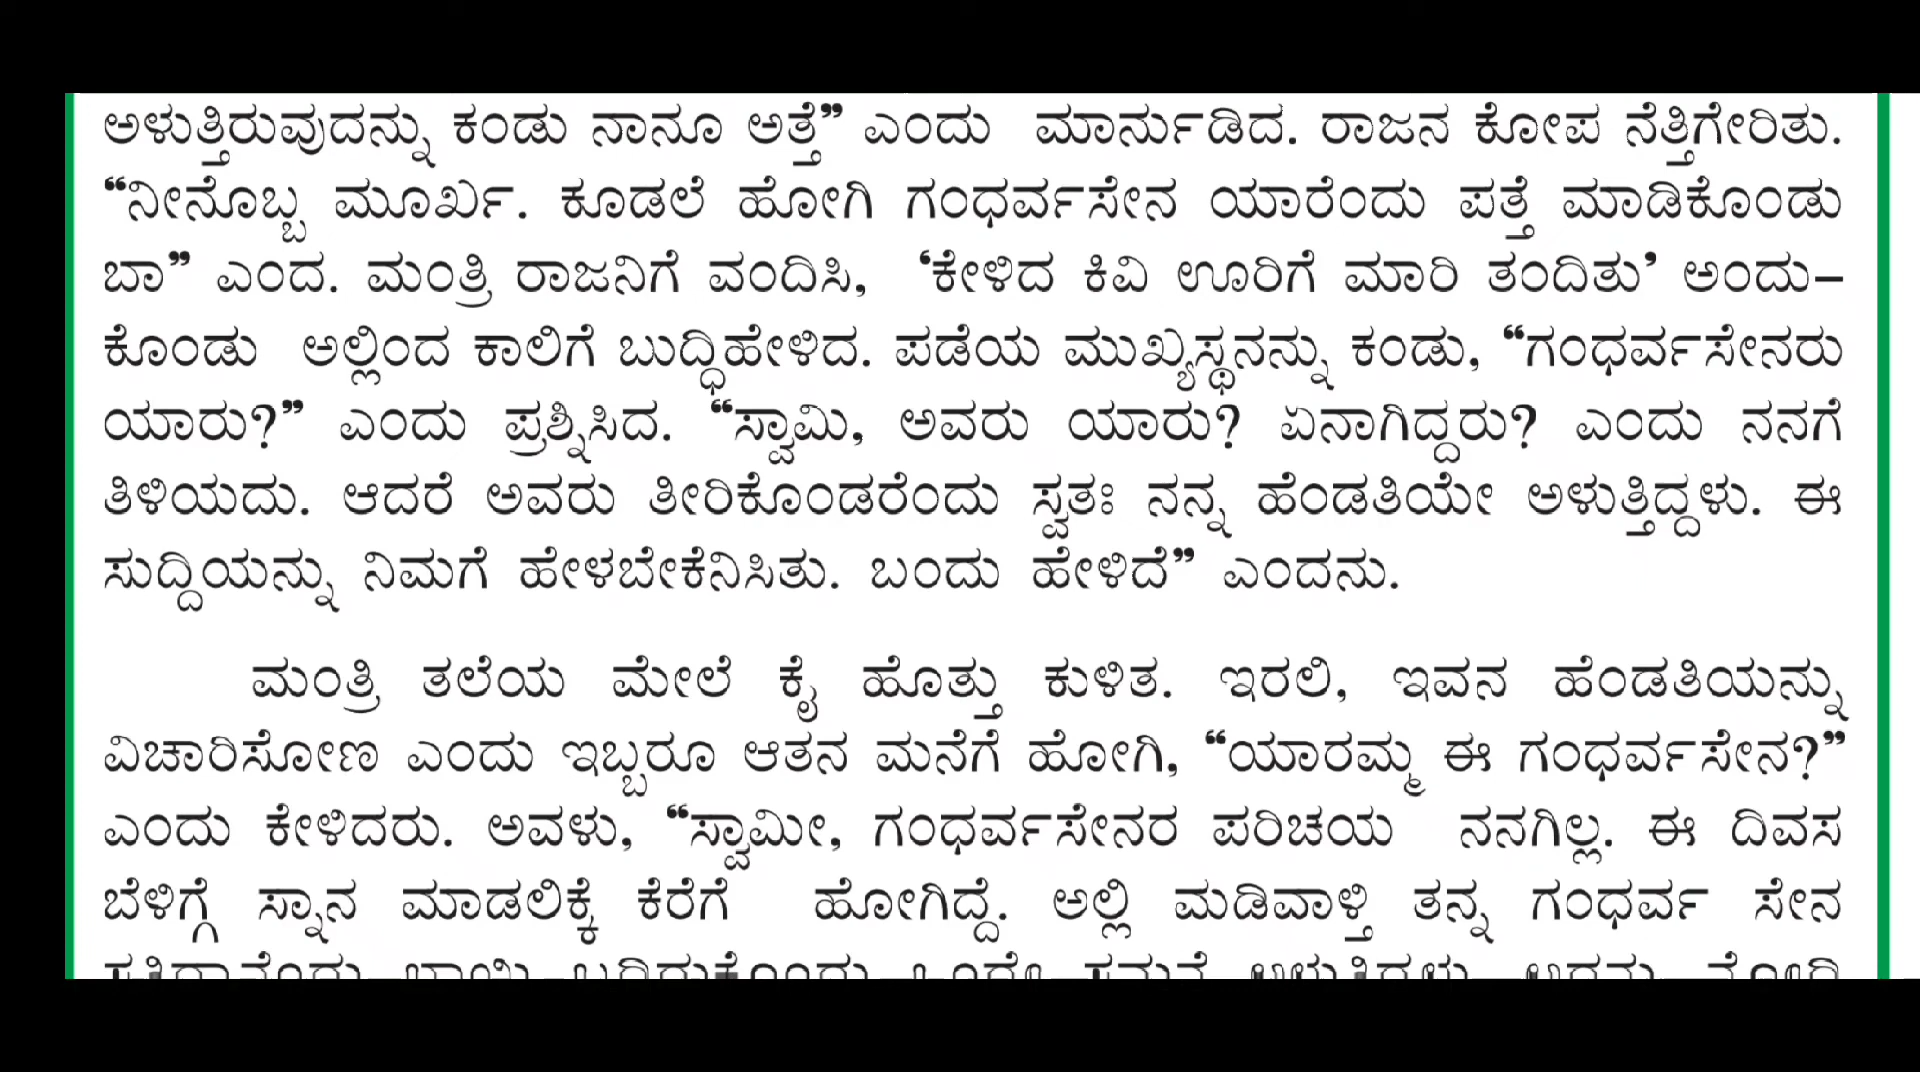 ಅಳುತ್ತಿರುವುದನ್ನು ಕಂಡು ನಾನೂ ಅತ್ತೆ” ಎಂದು ಮಾರ್ನುಡಿದ. ರಾಜನ ಕೋಪ ನೆತ್ತಿಗೇರಿತು.
“ನೀನೊಬ್ಬ ಮೂರ್ಖ. ಕೂಡಲೆ ಹೋಗಿ ಗಂಧರ್ವಸೇನ ಯಾರೆಂದು ಪತ್ತೆ ಮಾಡಿಕೊಂಡು
ಬಾ” ಎಂದ. ಮಂತ್ರಿ ರಾಜನಿಗೆ ವಂದಿಸಿ, ‘ಕೇಳಿದ ಕಿವಿ ಊರಿಗೆ ಮಾರಿ ತಂದಿತು’ ಅಂದು–
ಕೊಂಡು ಅಲ್ಲಿಂದ ಕಾಲಿಗೆ ಬುದ್ಧಿಹೇಳಿದ. ಪಡೆಯ ಮುಖ್ಯಸ್ಥನನ್ನು ಕಂಡು, “ಗಂಧರ್ವಸೇನರು
ಯಾರು?” ಎಂದು ಪ್ರಶ್ನಿಸಿದ. “ಸ್ವಾಮಿ, ಅವರು ಯಾರು? ಏನಾಗಿದ್ದರು? ಎಂದು ನನಗೆ
ತಿಳಿಯದು. ಆದರೆ ಅವರು ತೀರಿಕೊಂಡರೆಂದು ಸ್ವತಃ ನನ್ನ ಹೆಂಡತಿಯೇ ಅಳುತ್ತಿದ್ದಳು. ಈ
ಸುದ್ದಿಯನ್ನು ನಿಮಗೆ ಹೇಳಬೇಕೆನಿಸಿತು. ಬಂದು ಹೇಳಿದೆ” ಎಂದನು.
ಮಂತ್ರಿ ತಲೆಯ ಮೇಲೆ ಕೈ ಹೊತ್ತು ಕುಳಿತ. ಇರಲಿ, ಇವನ ಹೆಂಡತಿಯನ್ನು
ವಿಚಾರಿಸೋಣ ಎಂದು ಇಬ್ಬರೂ ಆತನ ಮನೆಗೆ ಹೋಗಿ, “ಯಾರಮ್ಮ ಈ ಗಂಧರ್ವಸೇನ?”
ಎಂದು ಕೇಳಿದರು. ಅವಳು, “ಸ್ವಾಮೀ, ಗಂಧರ್ವಸೇನರ ಪರಿಚಯ ನನಗಿಲ್ಲ. ಈ ದಿವಸ
ಬೆಳಿಗ್ಗೆ ಸ್ನಾನ ಮಾಡಲಿಕ್ಕೆ ಕೆರೆಗೆ ಹೋಗಿದ್ದೆ. ಅಲ್ಲಿ ಮಡಿವಾಳ್ತಿ ತನ್ನ ಗಂಧರ್ವ ಸೇನ